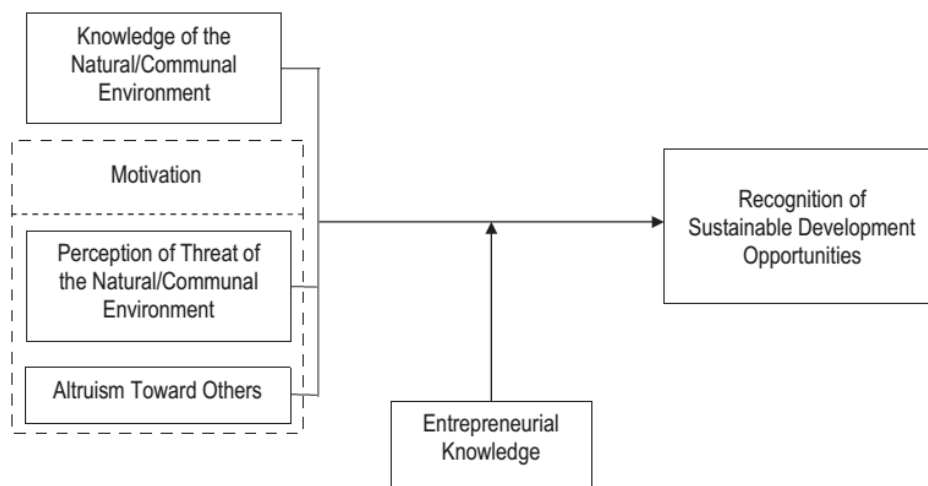 Knowledge of the
Natural/Communal
Environment
Motivation
Perception of Threat of
the Natural/Communal
Environment
Altruism Toward Others
Recognition of
Sustainable Development
Opportunities
Entrepreneurial
Knowledge